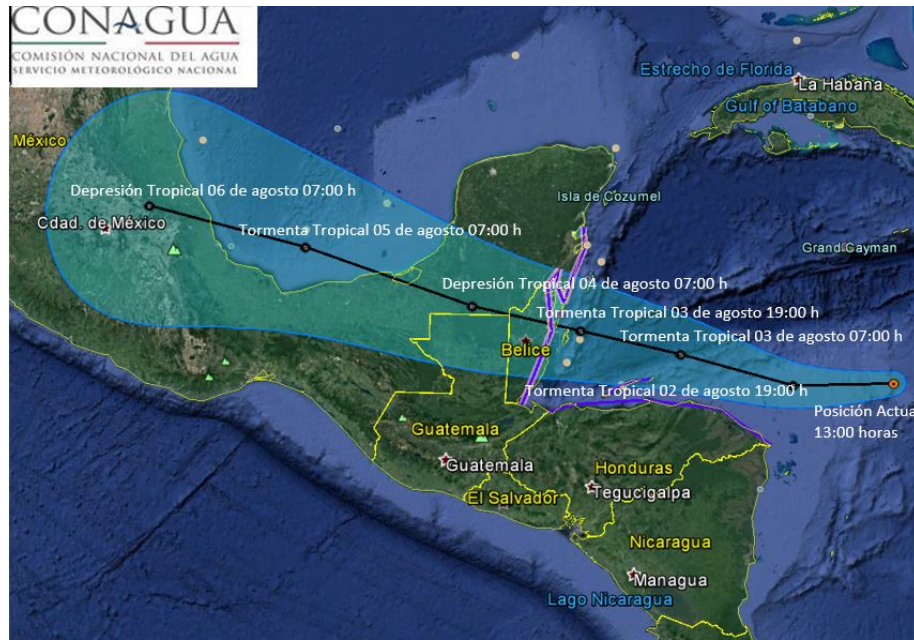 CONAGUA
COMISIÓN NACIONAL DEL AGUA
SERVICIO METEOROLÓGICO NACIONAL
Estrecho de Florida
La Habana
Gulf of Batabano
México
Depresión Tropical 06 de agosto 07:00 h
Isla de Cozumel
Cdad. de México
Tormenta Tropical 05 de agosto 07:00 h
Grand Cayman
Depresión Tropical 04 de agosto 07:00 h
Tormenta Tropical 03 de agosto 19:00 h
Tormenta Tropical 03 de agosto 07:00 h
Belice
Tormenta Tropical 02 de agosto 19:00 h
Posición Actua
13:00 horas
Guatemala
Guatemala
Honduras
El Salvador
Tegucigalpa
Nicaragua
Managua
Lago Nicaragua